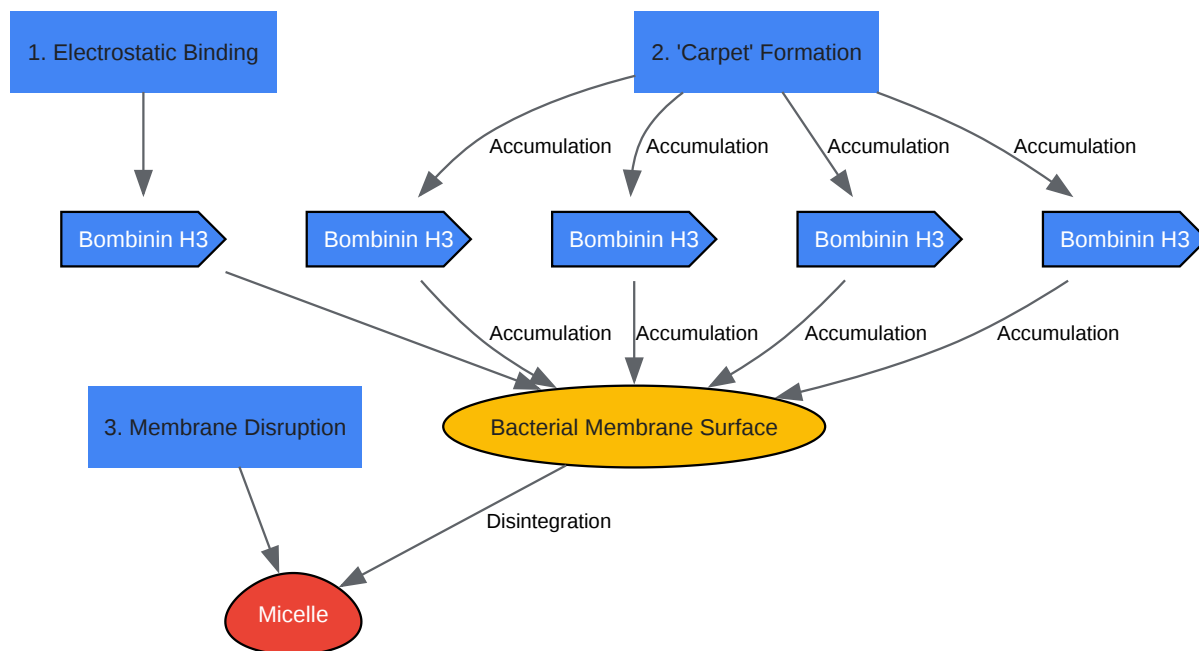 1. Electrostatic Binding
2. 'Carpet' Formation
Accumulation
Accumulation
Accumulation
Accumulation
Bombinin H3
Bombinin H3
Bombinin H3
Bombinin H3
Bombinin H3
Accumulation
Accumulation
Accumulation
Accumulation
3. Membrane Disruption
Bacterial Membrane Surface
Disintegration
Micelle